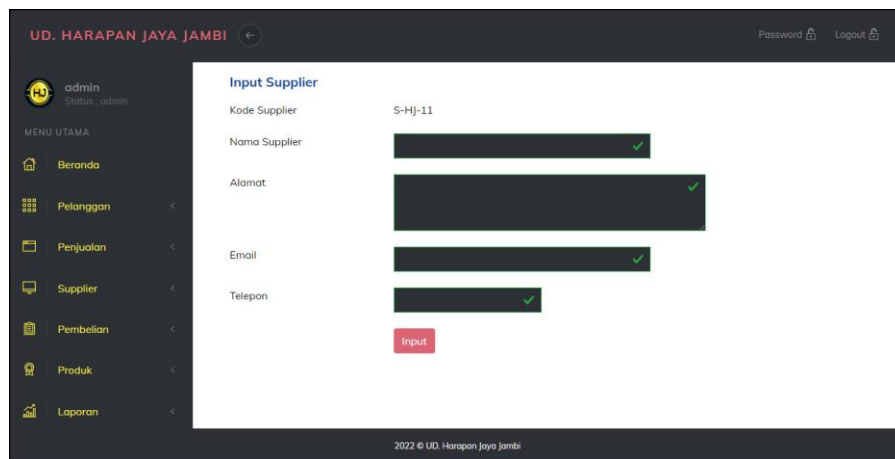 UD. HARAPAN JAYA JAMBI
Password
Logout
HJ
admin
Status : admin
MENU UTAMA
Beranda
Pelanggan
Penjualan
Supplier
Pembelian
Produk
Laporan
Input Supplier
Kode Supplier S-HJ-11
Nama Supplier
Alamat
Email
Telepon
Input
2022 © UD. Harapan Jaya Jambi